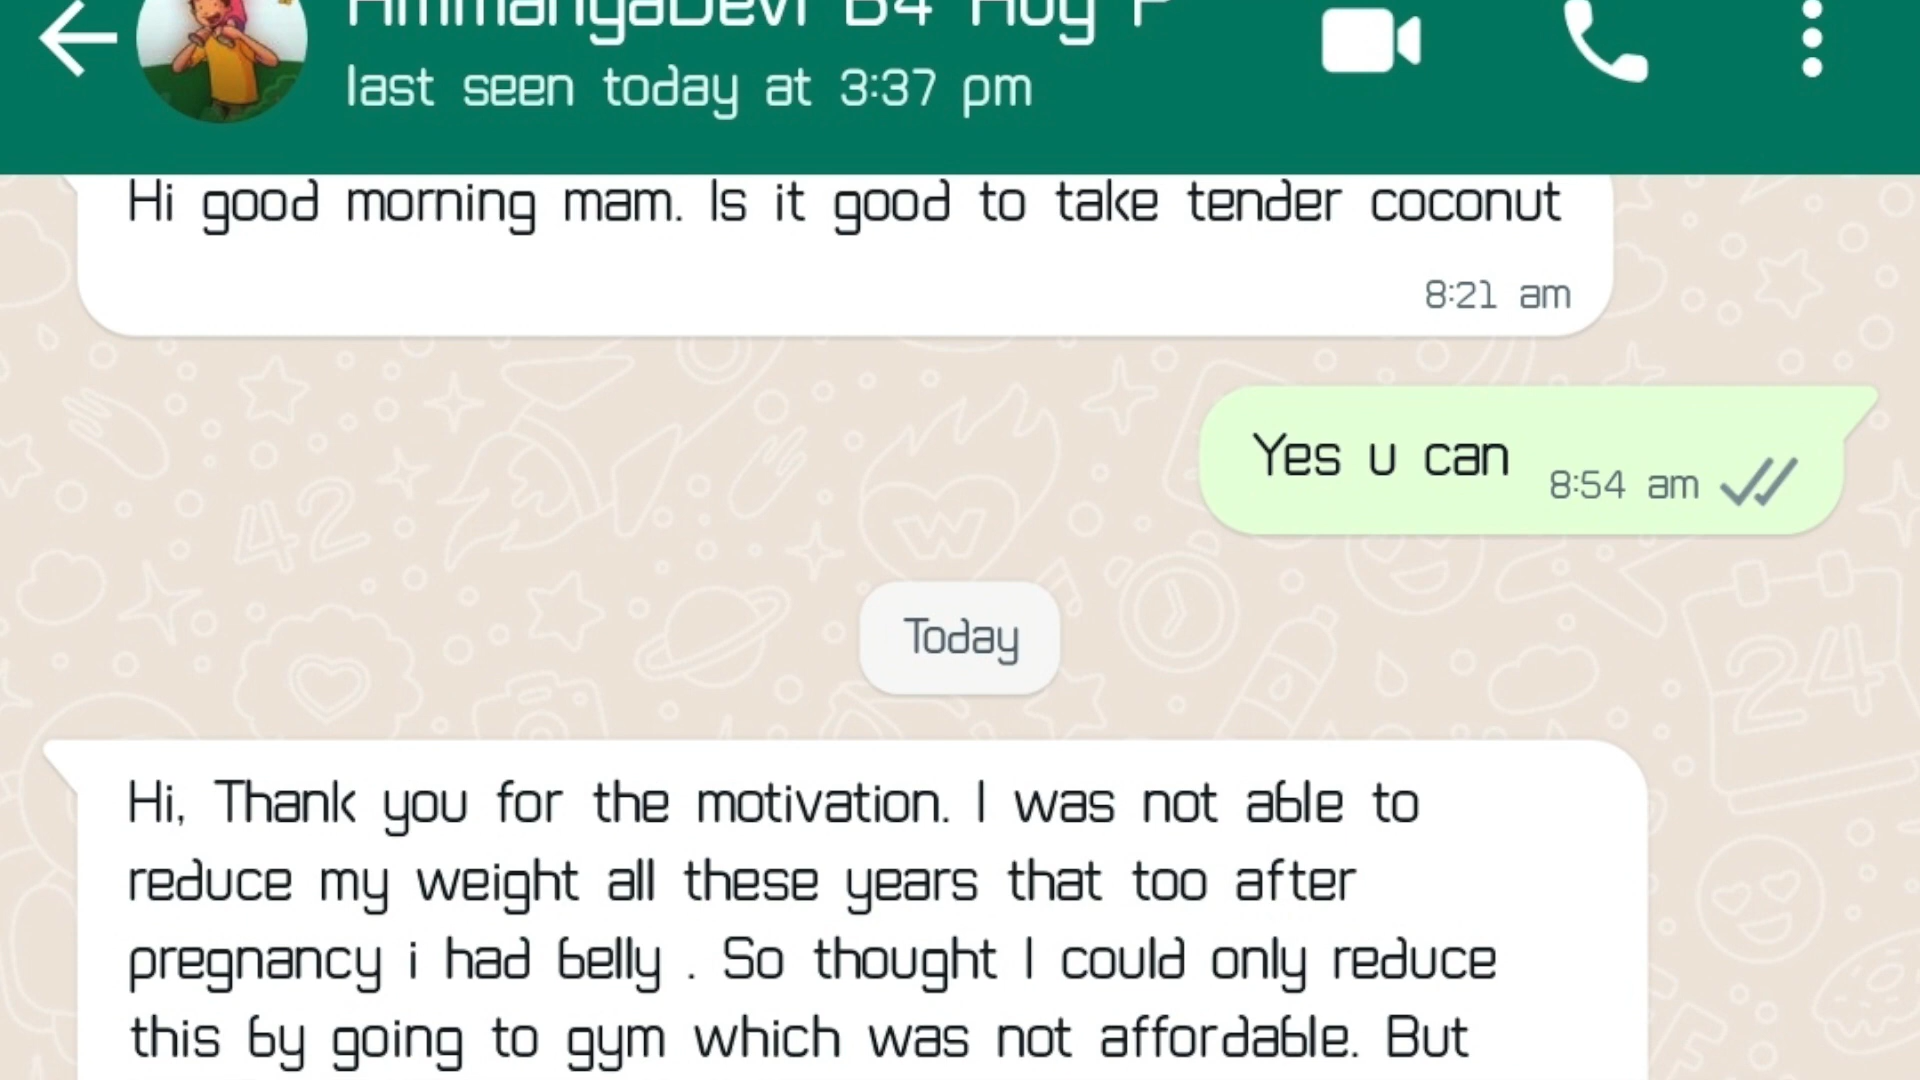 last seen today at 3:37 pm
Hi good morning mam. Is it good to take tender coconut
8:21 am
Yes u can
8:54 am
Today
Hi, Thank you for the motivation. I was not able to
reduce my weight all these years that too after
pregnancy i had belly . So thought I could only reduce
this by going to gym which was not affordable. But